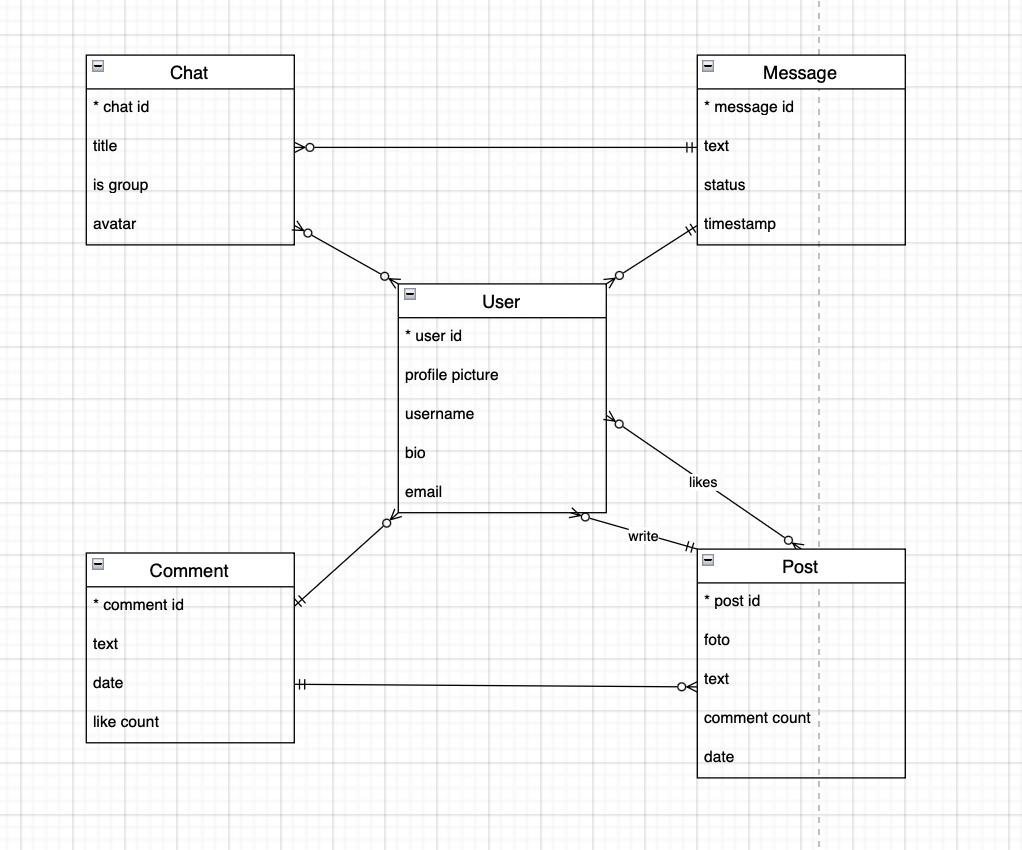 Chat
* chat id
title
is group
avatar
Message
* message id
text
status
timestamp
User
* user id
profile picture
username
bio
email
likes
write
Comment
* comment id
text
date
like count
Post
* post id
foto
text
comment count
date